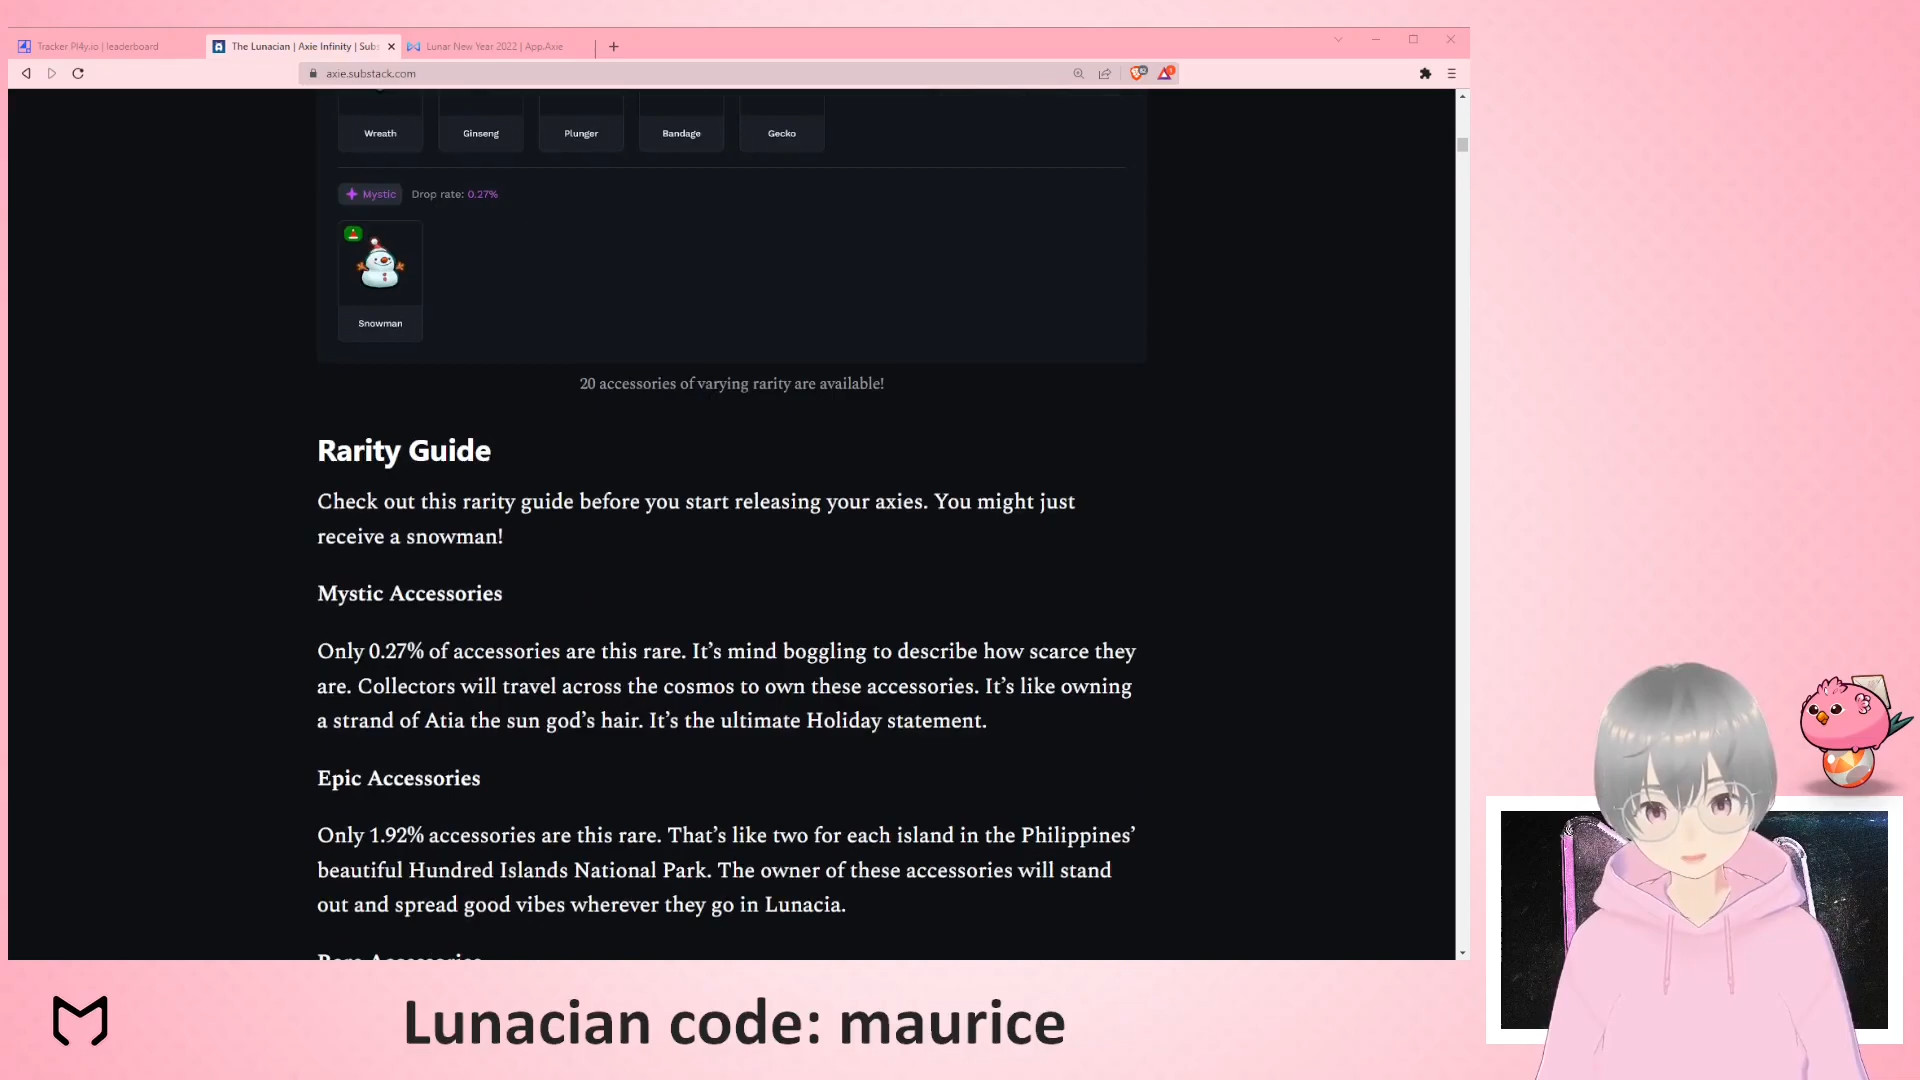 Tracker Pl4y.io | leaderboard
The Lunacian | Axie Infinity | Subs
Lunar New Year 2022 | App.Axie
axie.substack.com
Wreath
Ginseng
Plunger
Bandage
Gecko
Mystic
Drop rate: 0.27%
Snowman
20 accessories of varying rarity are available!
Rarity Guide
Check out this rarity guide before you start releasing your axies. You might just
receive a snowman!
Mystic Accessories
Only 0.27% of accessories are this rare. It’s mind boggling to describe how scarce they
are. Collectors will travel across the cosmos to own these accessories. It’s like owning
a strand of Atia the sun god’s hair. It’s the ultimate Holiday statement.
Epic Accessories
Only 1.92% accessories are this rare. That’s like two for each island in the Philippines’
beautiful Hundred Islands National Park. The owner of these accessories will stand
out and spread good vibes wherever they go in Lunacia.
Rare Accessories
Lunacian code: maurice